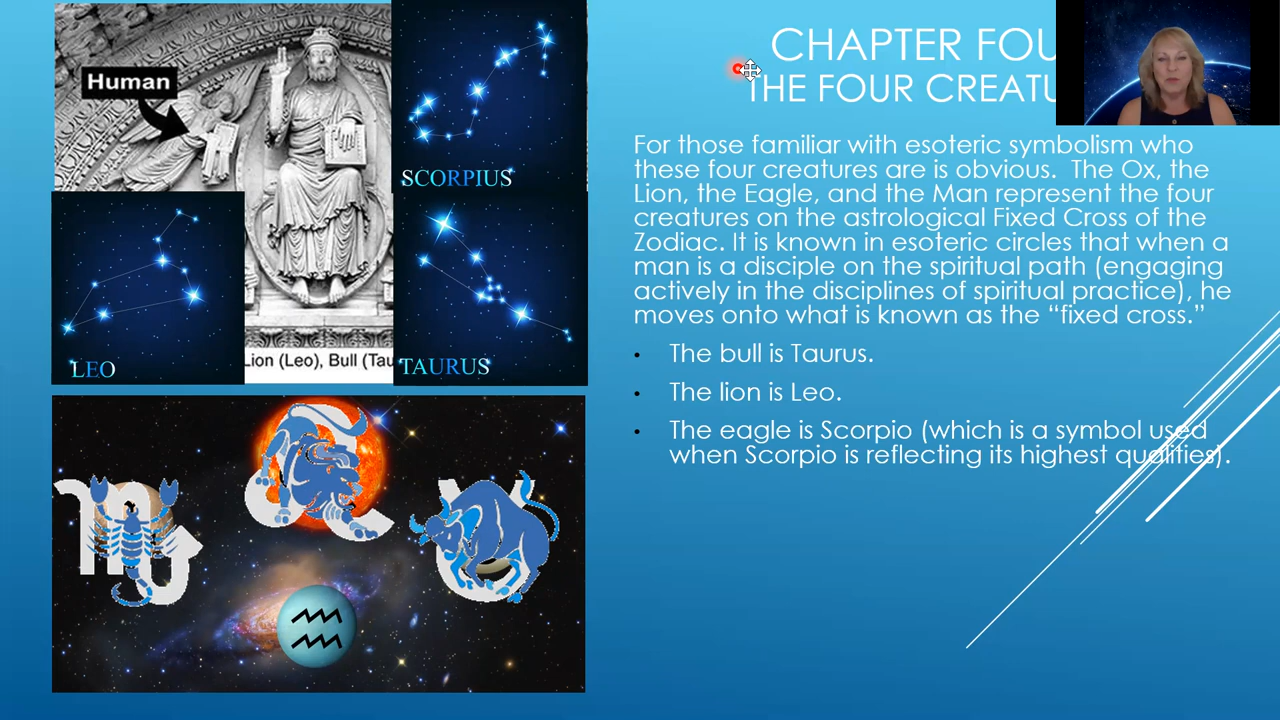 Human
SCORPIUS
LEO
TAURUS
Lion (Leo), Bull (Tau
CHAPTER FOU
THE FOUR CREATU
For those familiar with esoteric symbolism who
these four creatures are is obvious.  The Ox, the
Lion, the Eagle, and the Man represent the four
creatures on the astrological Fixed Cross of the
Zodiac. It is known in esoteric circles that when a
man is a disciple on the spiritual path (engaging
actively in the disciplines of spiritual practice), he
moves onto what is known as the “fixed cross.”
• The bull is Taurus.
• The lion is Leo.
• The eagle is Scorpio (which is a symbol used
when Scorpio is reflecting its highest qualities).